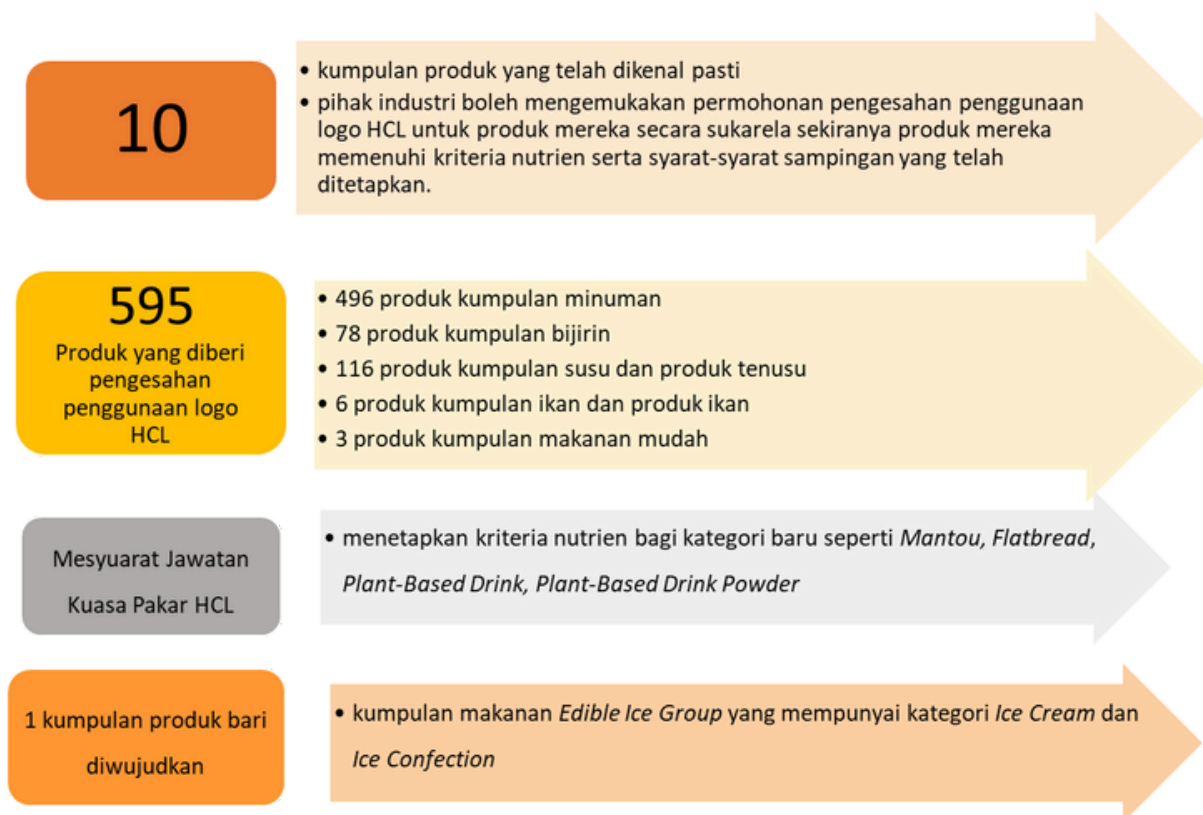 10
• kumpulan produk yang telah dikenal pasti
• pihak industri boleh mengemukakan permohonan pengesahan penggunaan
logo HCL untuk produk mereka secara sukarela sekiranya produk mereka
memenuhi kriteria nutrien serta syarat-syarat sampingan yang telah
ditetapkan.
595
Produk yang diberi
pengesahan
penggunaan logo
HCL
• 496 produk kumpulan minuman
• 78 produk kumpulan bijirin
• 116 produk kumpulan susu dan produk tenusu
• 6 produk kumpulan ikan dan produk ikan
• 3 produk kumpulan makanan mudah
Mesyuarat Jawatan
Kuasa Pakar HCL
• menetapkan kriteria nutrien bagi kategori baru seperti Mantou, Flatbread,
Plant-Based Drink, Plant-Based Drink Powder
1 kumpulan produk bari
diwujudkan
• kumpulan makanan Edible Ice Group yang mempunyai kategori Ice Cream dan
Ice Confection